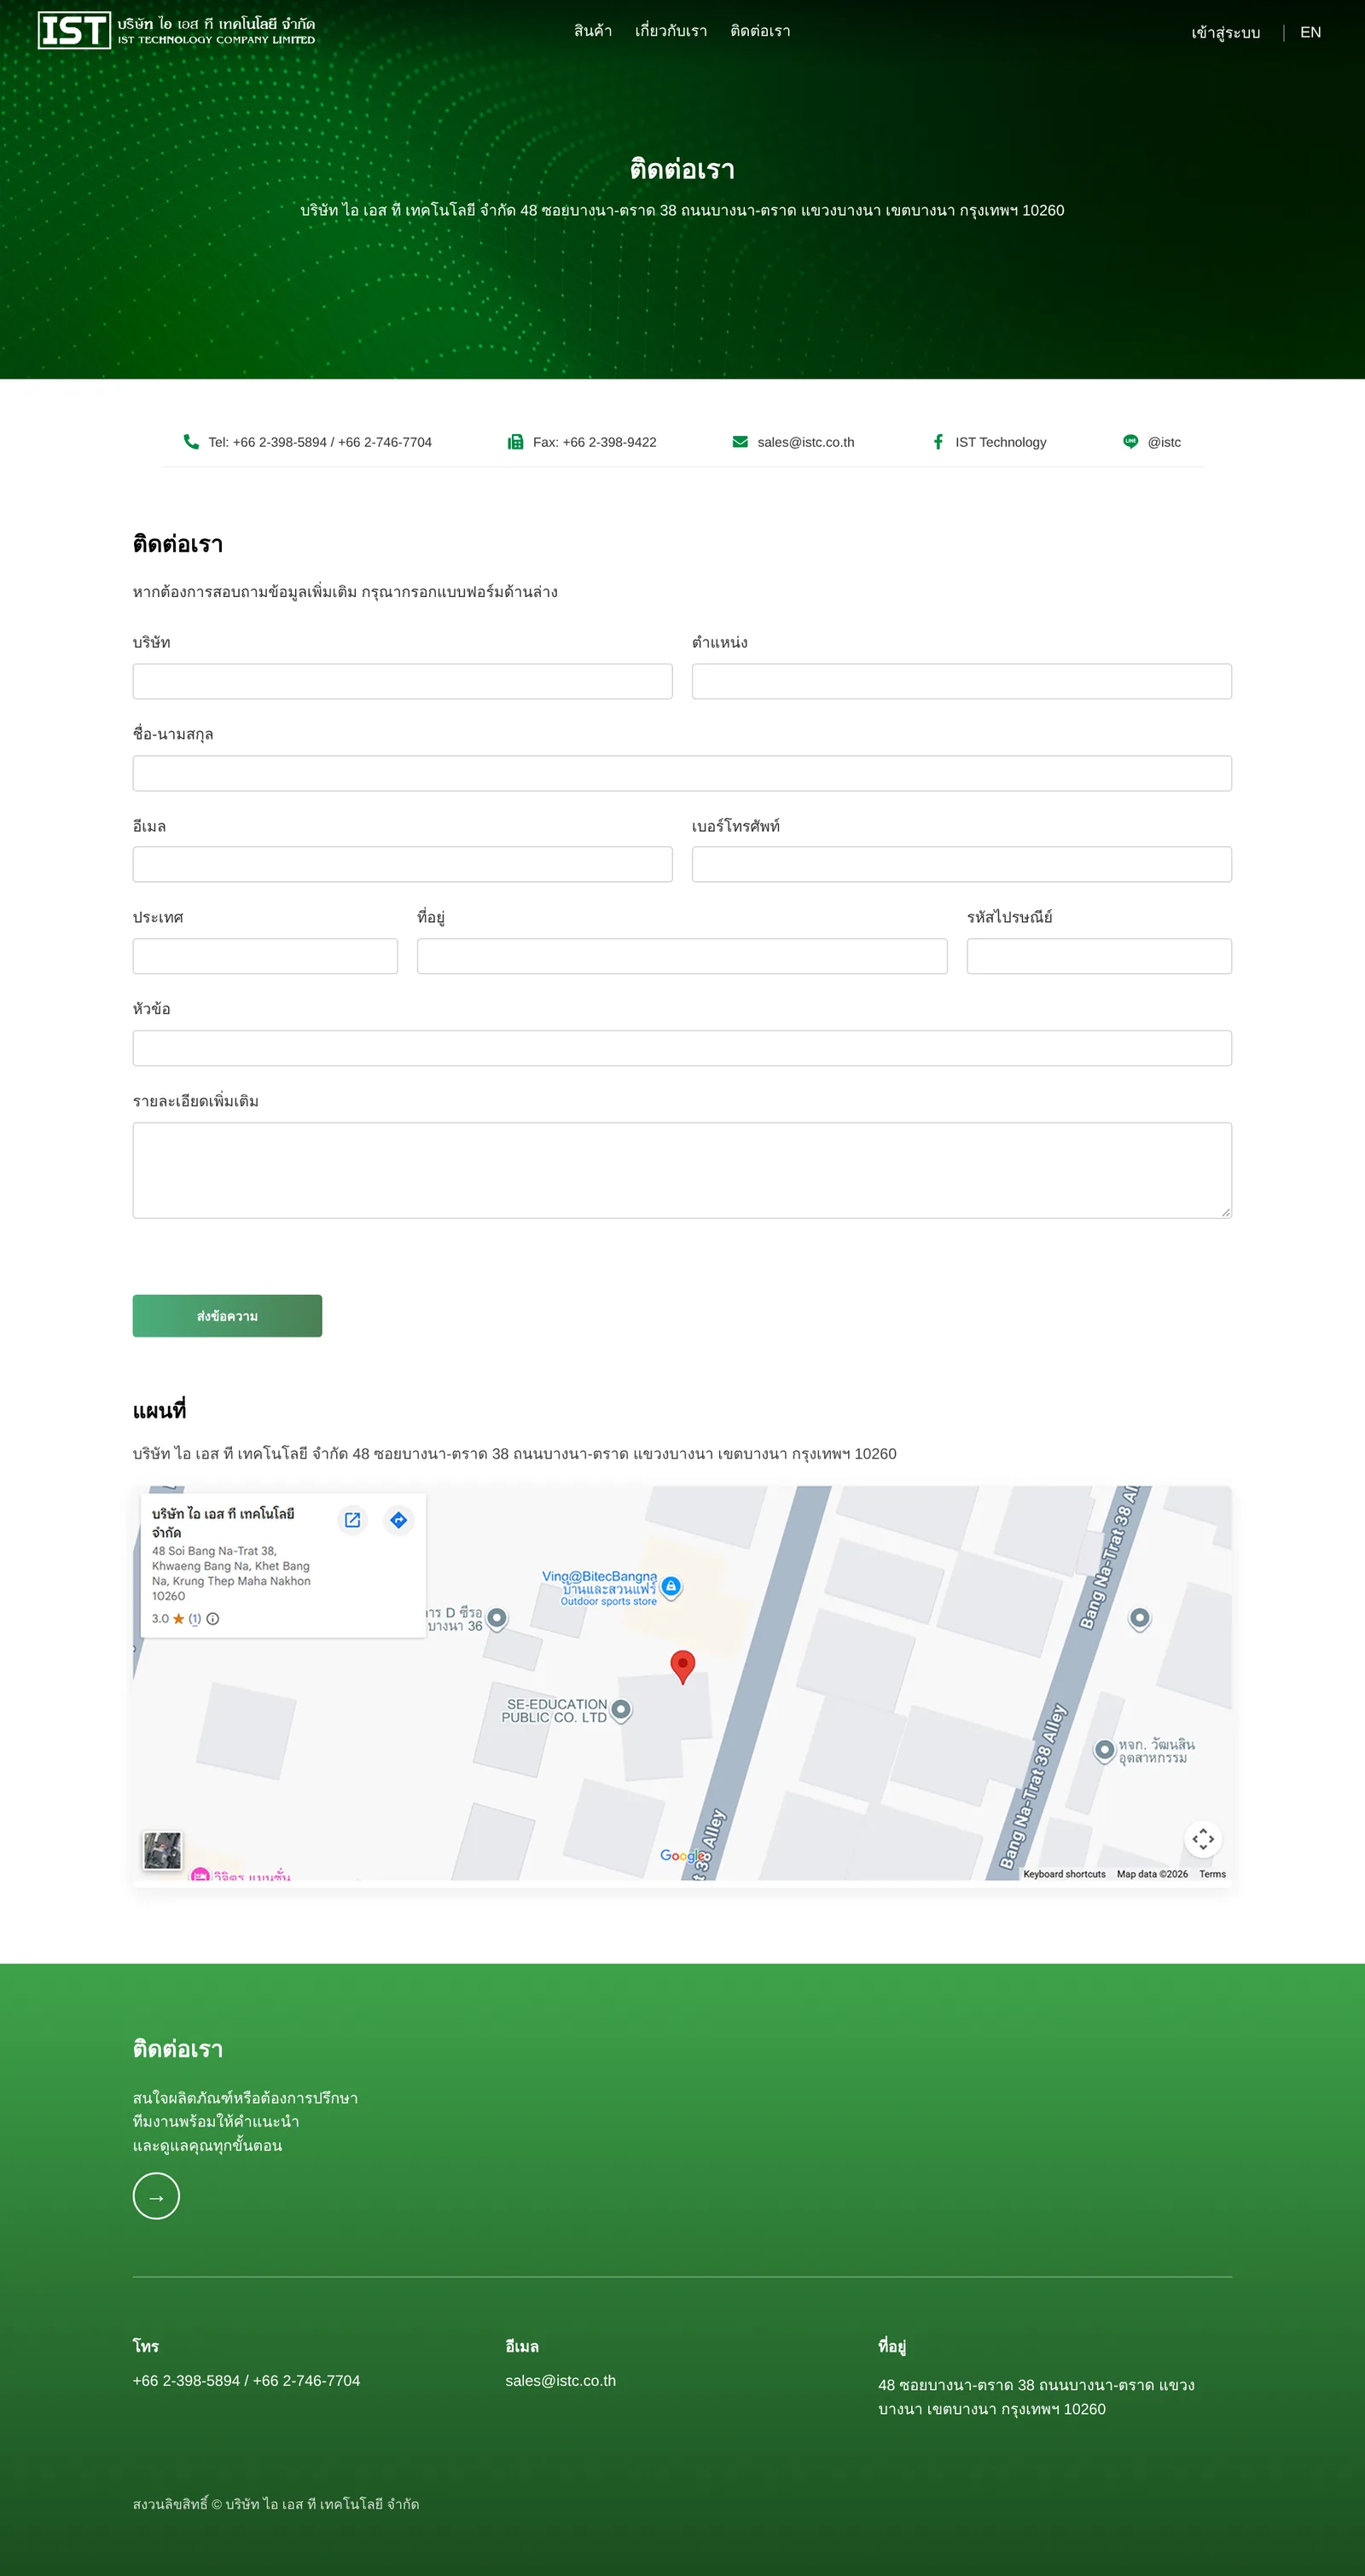 IST
บริษัท ไอ เอส ที เทคโนโลยี จำกัด
IST TECHNOLOGY COMPANY LIMITED
สินค้า เกี่ยวกับเรา ติดต่อเรา
เข้าสู่ระบบ EN
ติดต่อเรา
บริษัท ไอ เอส ที เทคโนโลยี จำกัด 48 ซอยบางนา-ตราด 38 ถนนบางนา-ตราด แขวงบางนา เขตบางนา กรุงเทพฯ 10260
Tel: +66 2-398-5894 / +66 2-746-7704
Fax: +66 2-398-9422
sales@istc.co.th
IST Technology
@istc
ติดต่อเรา
หากต้องการสอบถามข้อมูลเพิ่มเติม กรุณากรอกแบบฟอร์มด้านล่าง
บริษัท
ตำแหน่ง
ชื่อ-นามสกุล
อีเมล
เบอร์โทรศัพท์
ประเทศ
ที่อยู่
รหัสไปรษณีย์
หัวข้อ
รายละเอียดเพิ่มเติม
ส่งข้อความ
แผนที่
บริษัท ไอ เอส ที เทคโนโลยี จำกัด 48 ซอยบางนา-ตราด 38 ถนนบางนา-ตราด แขวงบางนา เขตบางนา กรุงเทพฯ 10260
บริษัท ไอ เอส ที เทคโนโลยี
จำกัด
48 Soi Bang Na-Trat 38,
Khwaeng Bang Na, Khet Bang
Na, Krung Thep Maha Nakhon
10260
3.0 ★ (1)
Ving@BitecBangna
บ้านและสวนแฟร์
Outdoor sports store
าร D ซีรอ
บางนา 36
SE-EDUCATION
PUBLIC CO. LTD
Bang Na-Trat 38 Al
Bang Na-Trat 38 Alley
t 38 Alley
หจก. วัฒนสิน
อุตสาหกรรม
วิจิตร แมนชั่น
Google
Keyboard shortcuts Map data ©2026 Terms
ติดต่อเรา
สนใจผลิตภัณฑ์หรือต้องการปรึกษา
ทีมงานพร้อมให้คำแนะนำ
และดูแลคุณทุกขั้นตอน
→
โทร
+66 2-398-5894 / +66 2-746-7704
อีเมล
sales@istc.co.th
ที่อยู่
48 ซอยบางนา-ตราด 38 ถนนบางนา-ตราด แขวง
บางนา เขตบางนา กรุงเทพฯ 10260
สงวนลิขสิทธิ์ © บริษัท ไอ เอส ที เทคโนโลยี จำกัด